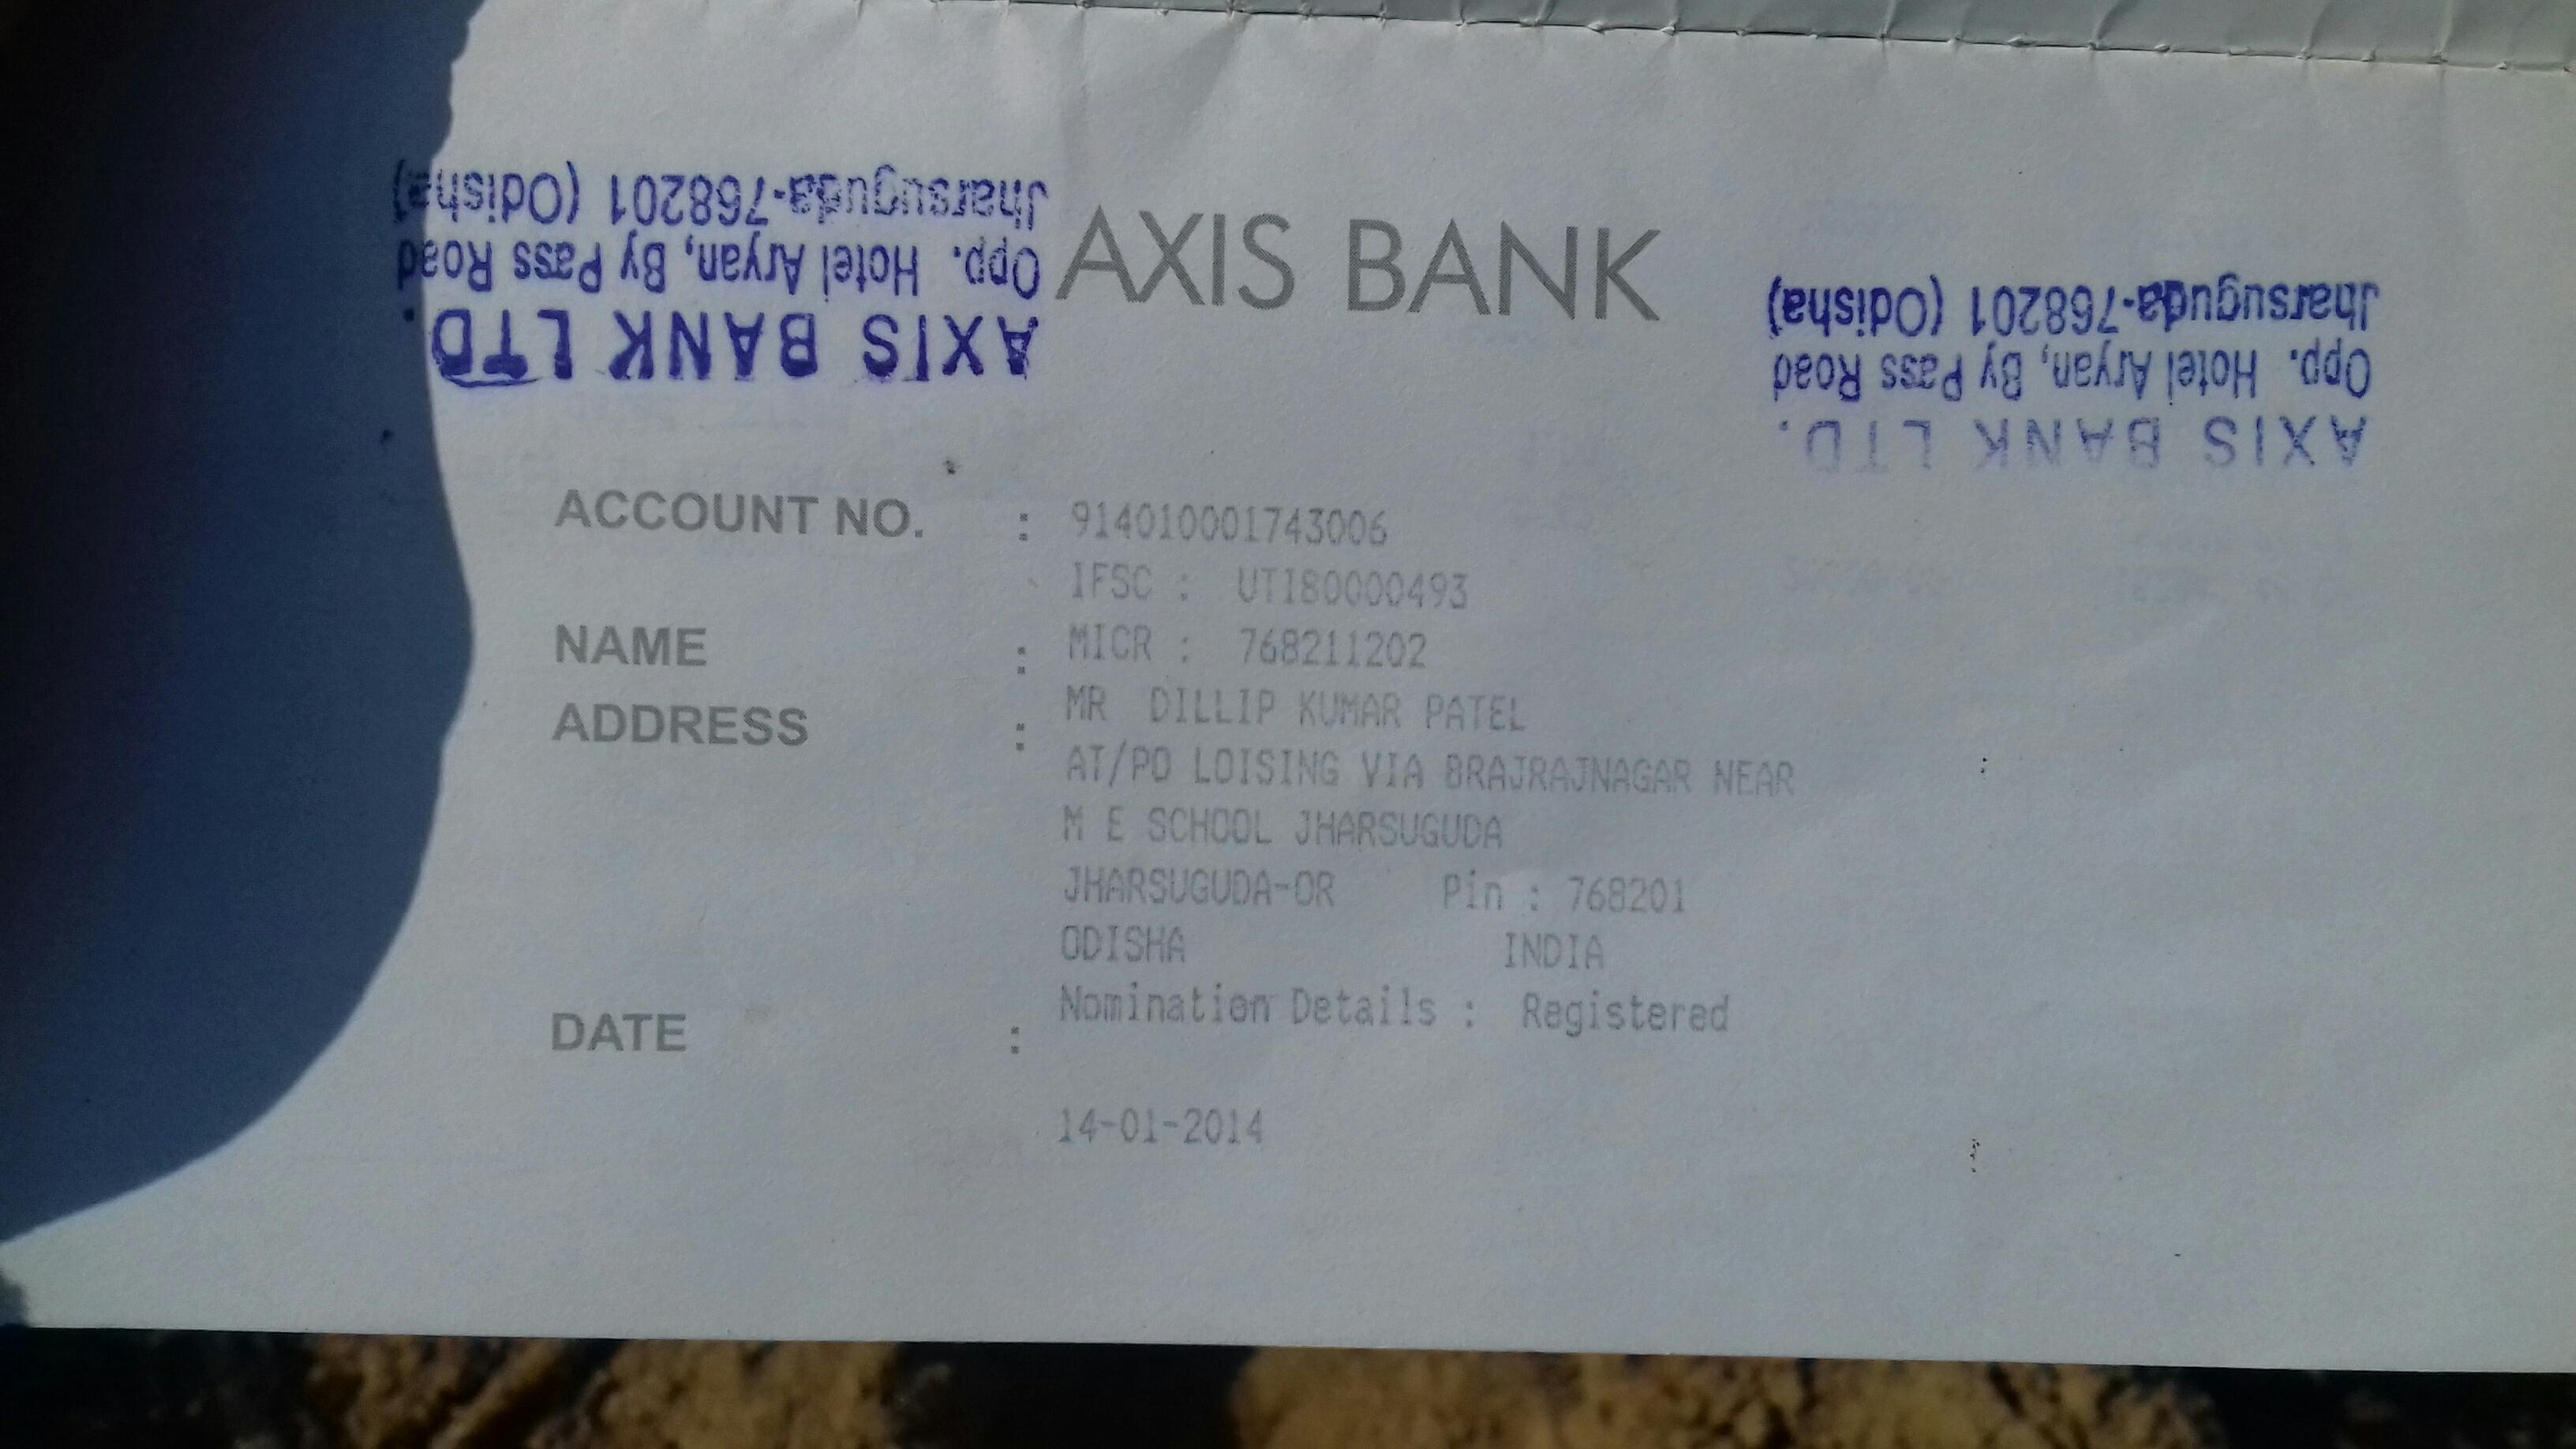 Jharsuguda-768201 (Odisha)
Opp. Hotel Aryan, By Pass Road
AXIS BANK LTD.
AXIS BANK
Jharsuguda-768201 (Odisha)
Opp. Hotel Aryan, By Pass Road
AXIS BANK LTD.
ACCOUNT NO. : 914010001743006
IFSC : UTIB0000493
NAME : MICR : 768211202
ADDRESS : MR DILLIP KUMAR PATEL
AT/PO LOISING VIA BRAJRAJNAGAR NEAR
M E SCHOOL JHARSUGUDA
JHARSUGUDA-OR Pin : 768201
ODISHA INDIA
DATE : Nomination Details : Registered
14-01-2014